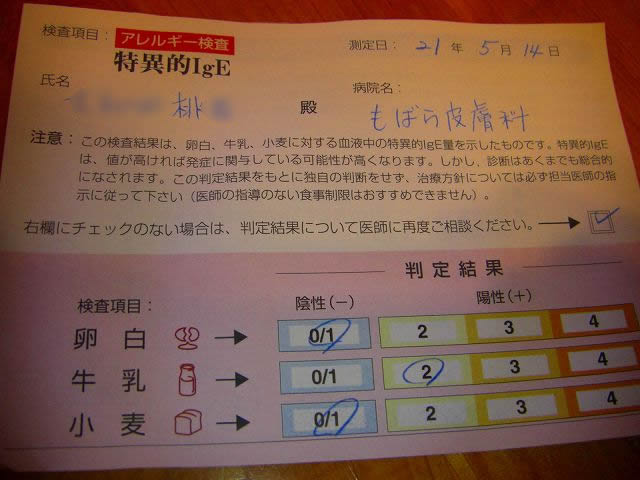 検査項目： アレルギー検査 測定日： 21 年 5 月 14 日
特異的IgE
氏名 桃 殿 病院名：
もばら皮膚科
注意： この検査結果は、卵白、牛乳、小麦に対する血液中の特異的IgE量を示したものです。特異的IgE
は、値が高ければ発症に関与している可能性が高くなります。しかし、診断はあくまでも総合的
になされます。この判定結果をもとに独自の判断をせず、治療方針については必ず担当医師の指
示に従って下さい（医師の指導のない食事制限はおすすめできません）。
右欄にチェックのない場合は、判定結果について医師に再度ご相談ください。
判定結果
検査項目： 陰性(−) 陽性(＋)
卵白 0/1 2 3 4
牛乳 0/1 2 3 4
小麦 0/1 2 3 4